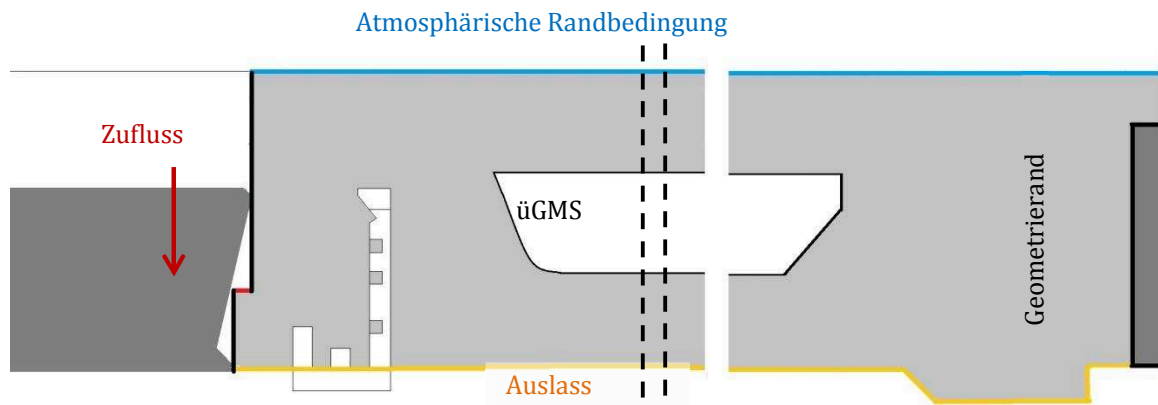 Atmosphärische Randbedingung
Zufluss
üGMS
Geometrierand
Auslass